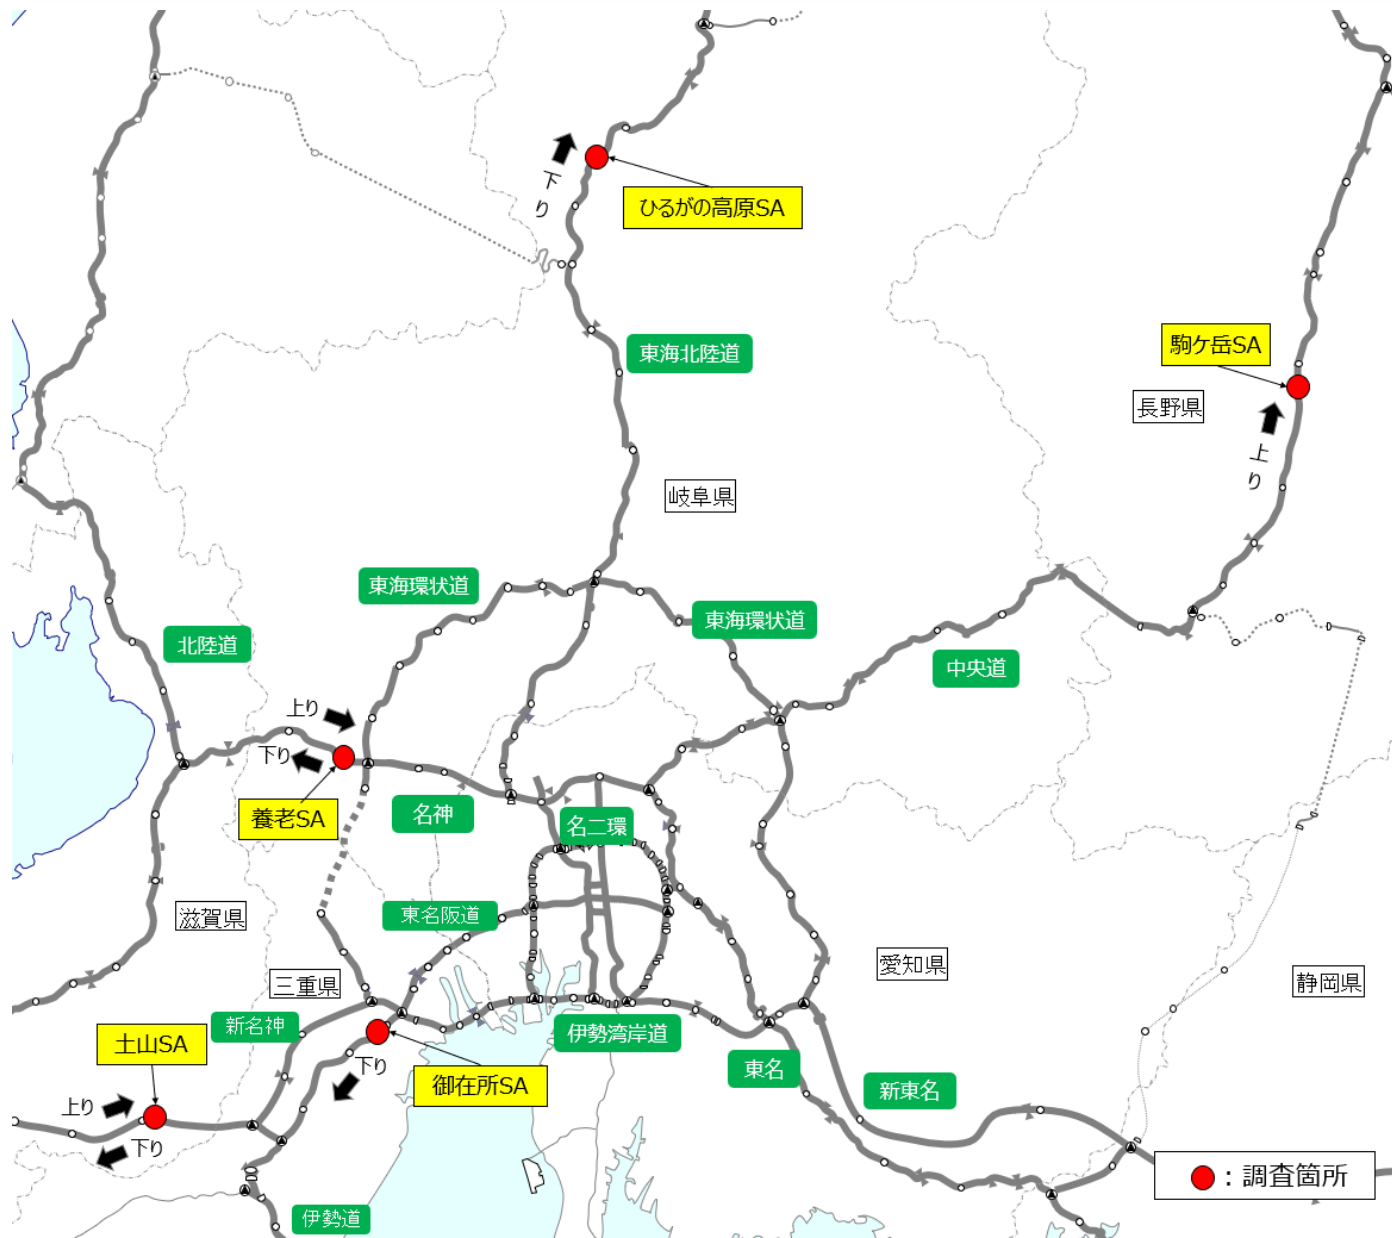 下り
ひるがの高原SA
東海北陸道
駒ケ岳SA
長野県
上り
岐阜県
東海環状道
東海環状道
北陸道
中央道
上り
下り
養老SA
名神
名二環
東名阪道
滋賀県
愛知県
三重県
静岡県
新名神
土山SA
伊勢湾岸道
下り
御在所SA
東名
新東名
上り
下り
：調査箇所
伊勢道